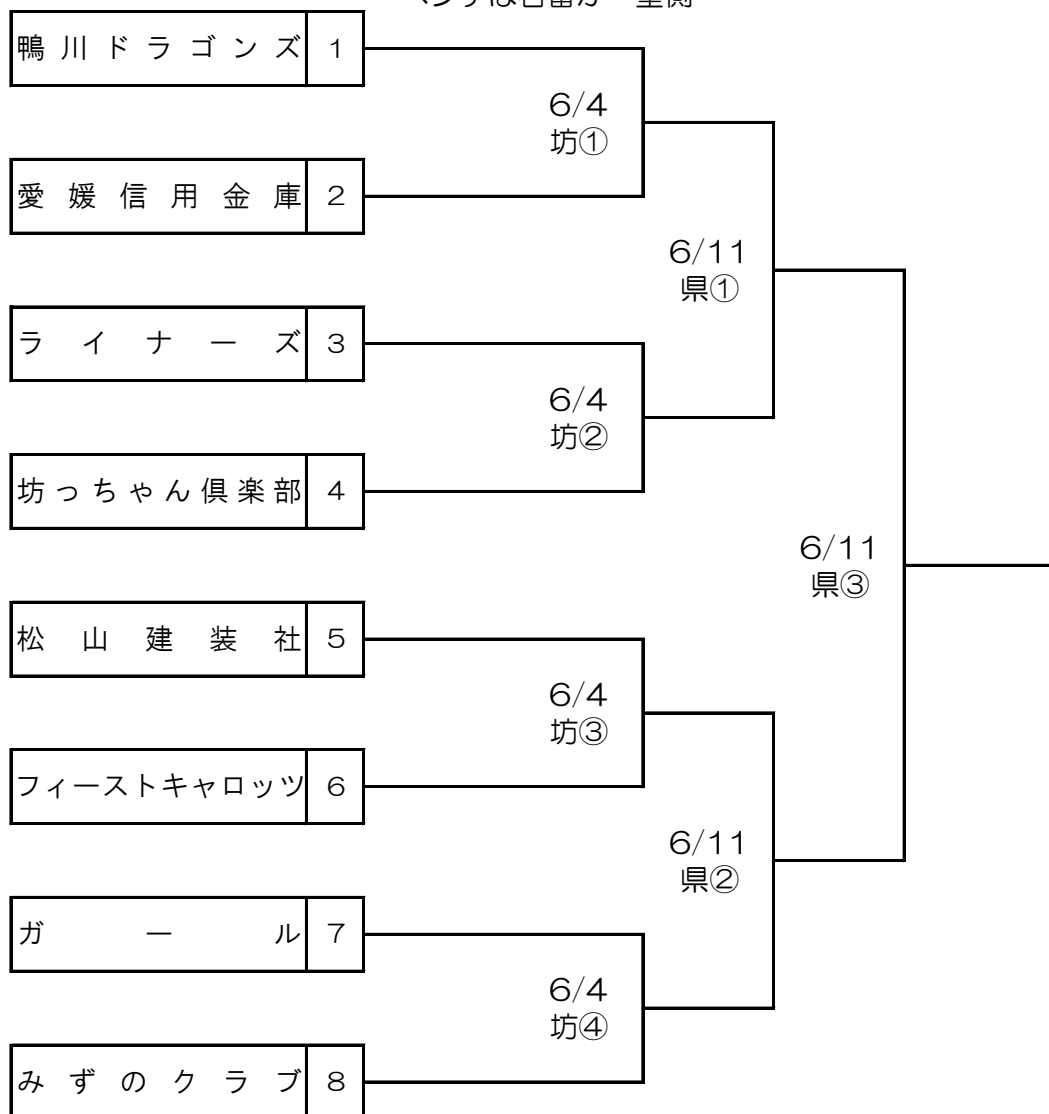 鴨川ドラゴンズ 1
6/4
坊①
愛媛信用金庫 2
6/11
県①
ライナーズ 3
6/4
坊②
坊っちゃん倶楽部 4
6/11
県③
松山建装社 5
6/4
坊③
フィーストキャロッツ 6
6/11
県②
ガール 7
6/4
坊④
みずのクラブ 8